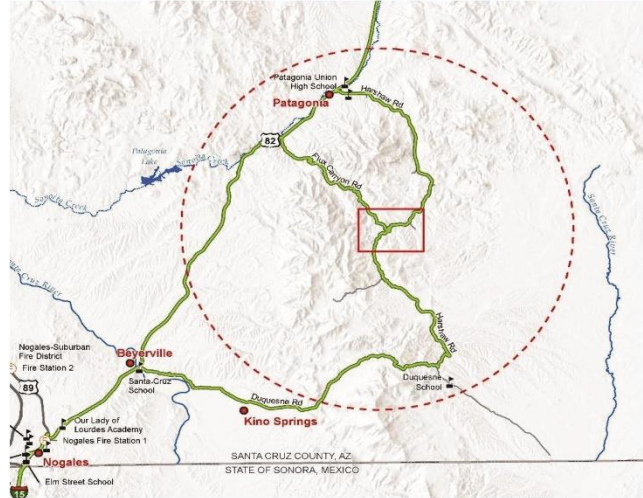 Patagonia Union
High School
Patagonia
Harshaw Rd
82
Patagonia
Lake
Flux Canyon Rd
Santa Cruz River
Santa Cruz River
Nogales-Suburban
Fire District
Fire Station 2
Beyerville
Santa-Cruz
School
Harshaw Rd
89
Duquesne Rd
Duquesne
School
Kino Springs
Our Lady of
Lourdes Academy
Nogales Fire Station 1
Nogales
SANTA CRUZ COUNTY, AZ
STATE OF SONORA, MEXICO
Elm Street School
15